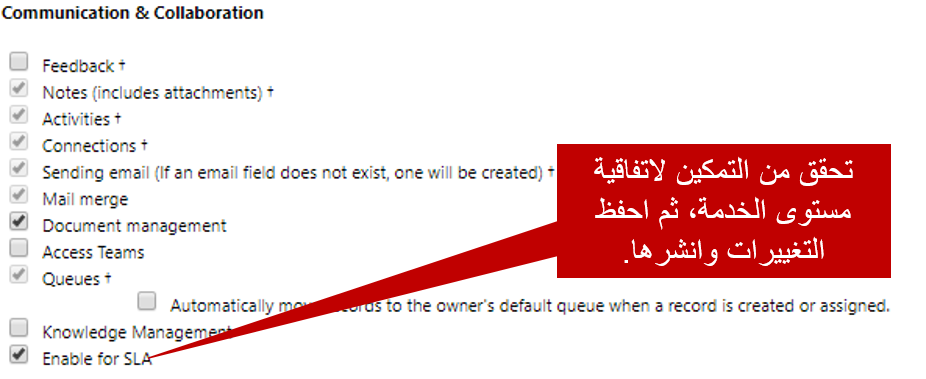 Communication & Collaboration
Feedback †
Notes (includes attachments) †
Activities †
Connections †
Sending email (If an email field does not exist, one will be created) †
Mail merge
Document management
Access Teams
Queues †
Automatically move records to the owner's default queue when a record is created or assigned.
Knowledge Management
Enable for SLA
تحقق من التمكين لاتفاقية
مستوى الخدمة، ثم احفظ
التغييرات وانشرها.